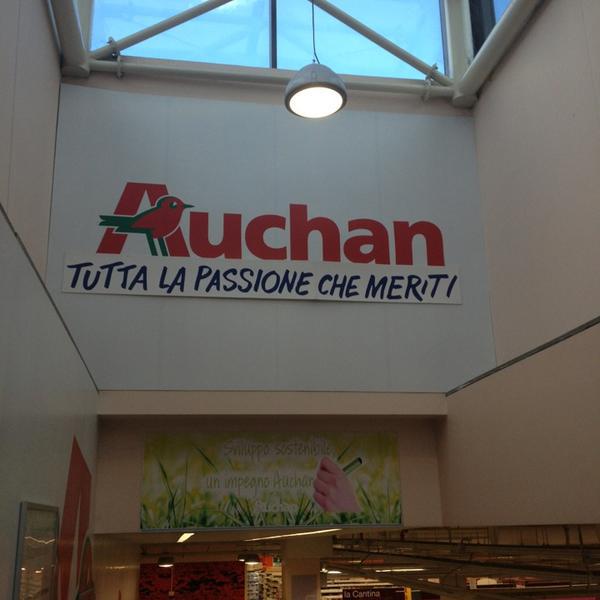 Auchan
TUTTA LA PASSIONE CHE MERITI
Sviluppo sostenibile
un impegno Auchan
la Cantina